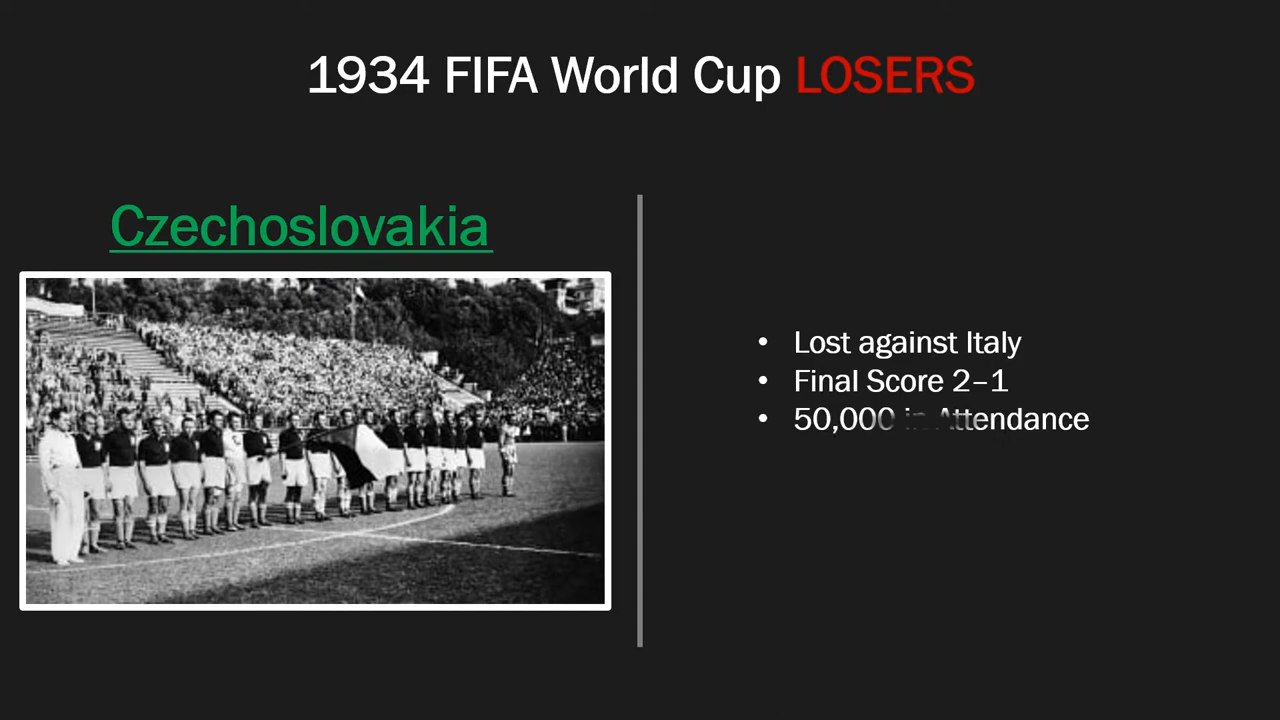 1934 FIFA World Cup LOSERS
Czechoslovakia
• Lost against Italy
• Final Score 2–1
• 50,000 in Attendance